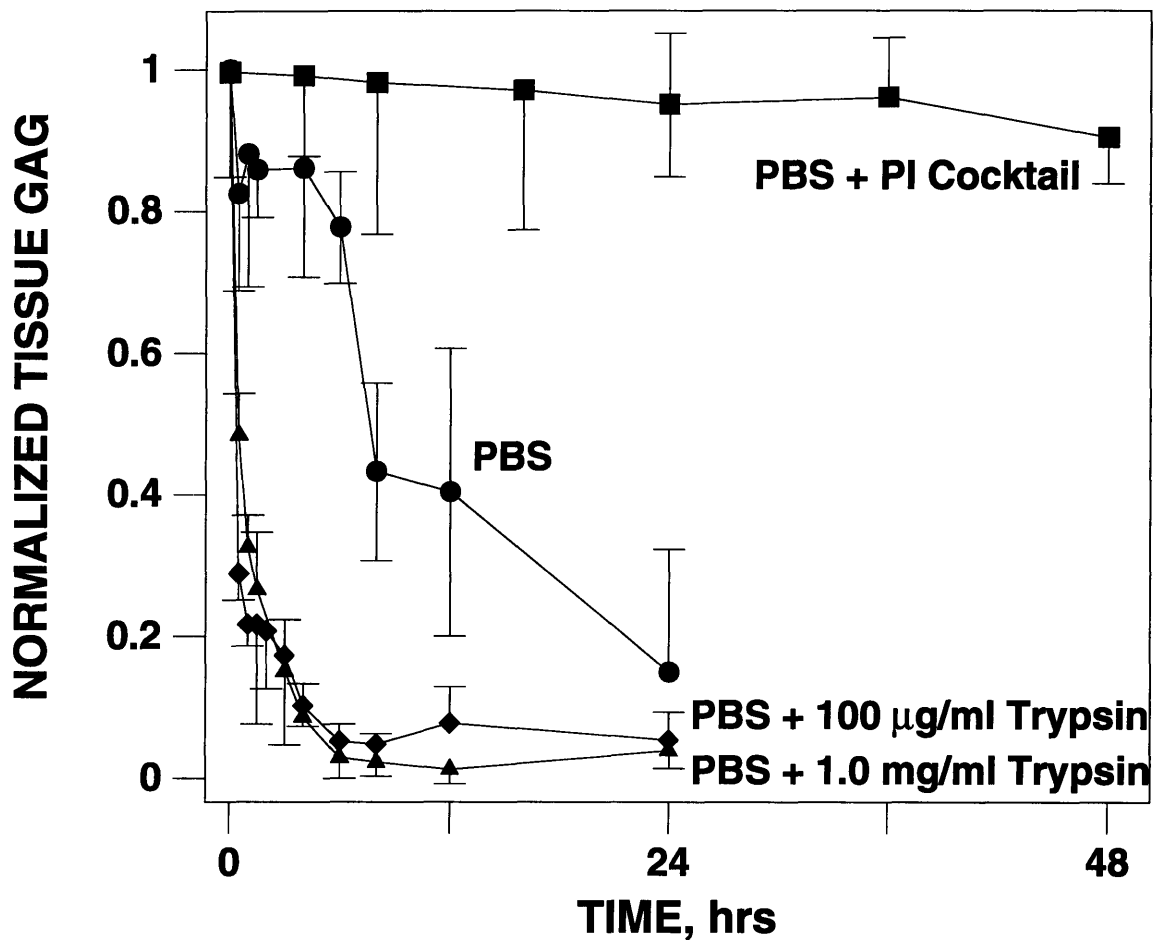 NORMALIZED TISSUE GAG
1
0.8
0.6
0.4
0.2
0
PBS + PI Cocktail
PBS
PBS + 100 μg/ml Trypsin
PBS + 1.0 mg/ml Trypsin
0
24
48
TIME, hrs